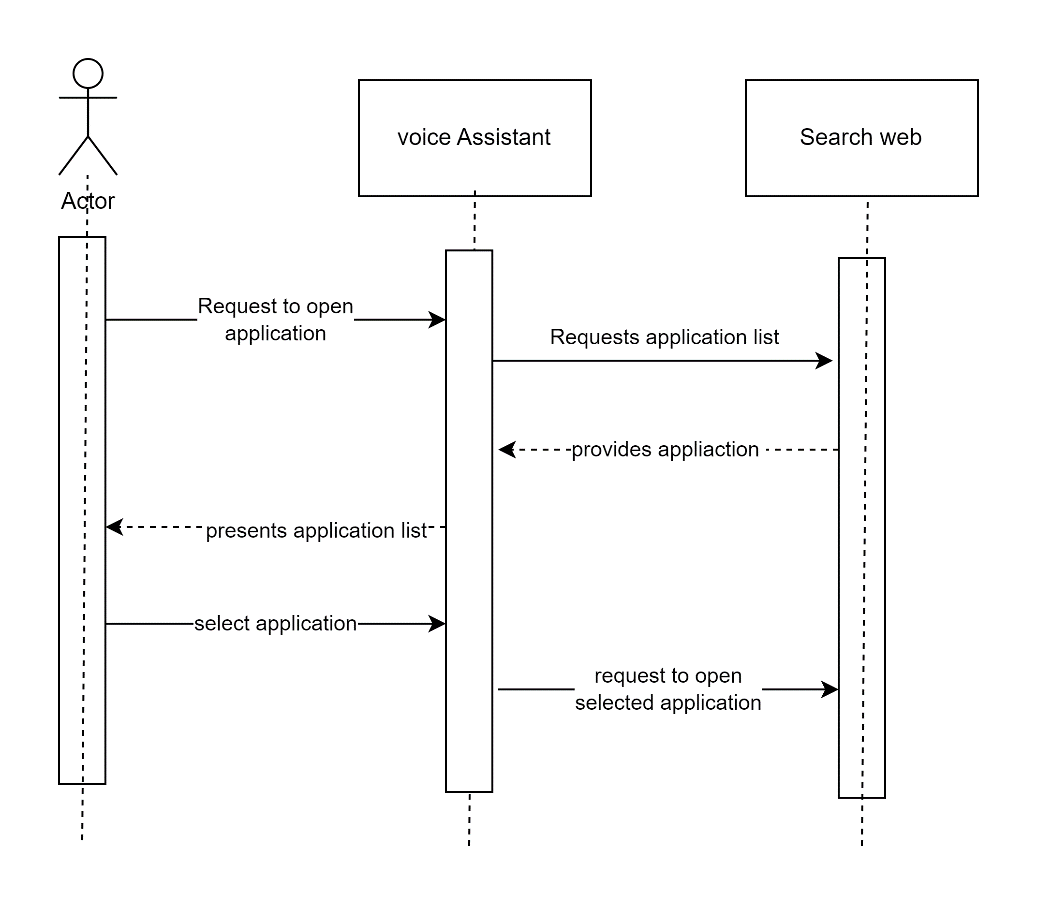 Actor
voice Assistant
Search web
Request to open
application
Requests application list
provides appliaction
presents application list
select application
request to open
selected application